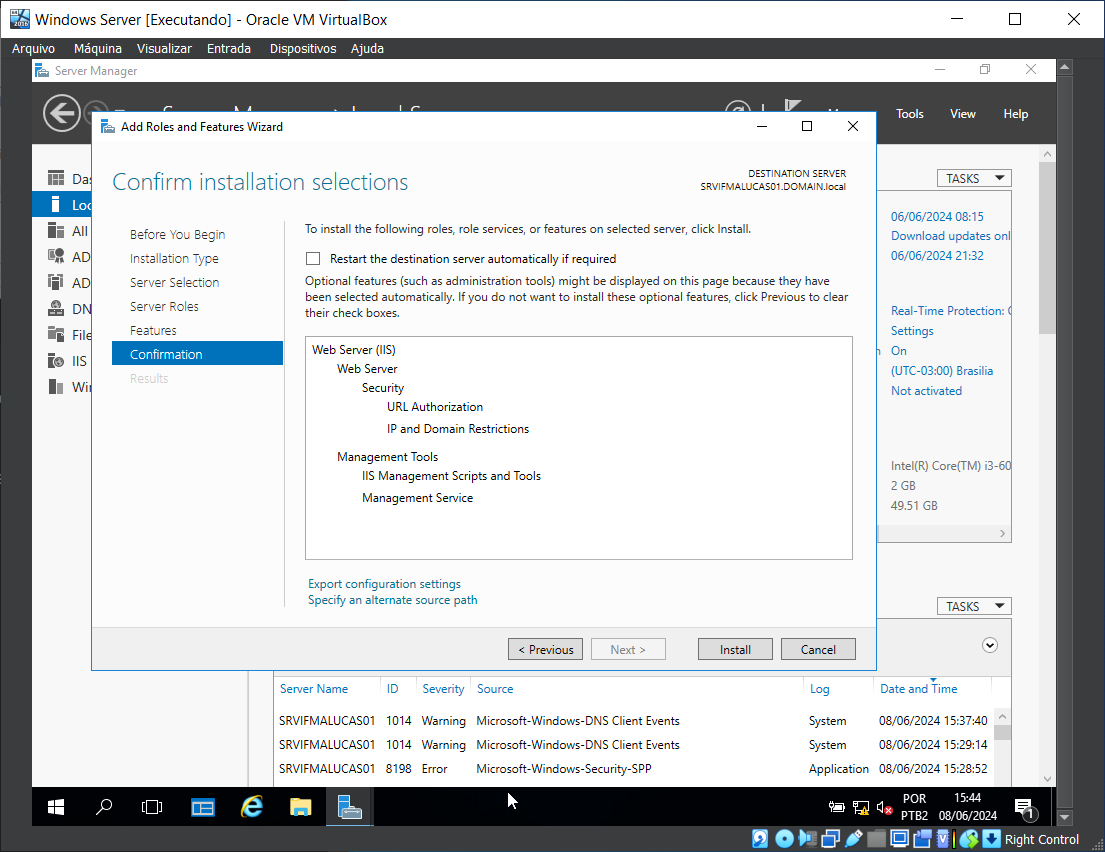 Windows Server [Executando] - Oracle VM VirtualBox
Arquivo Máquina Visualizar Entrada Dispositivos Ajuda
Server Manager
Tools View Help
Add Roles and Features Wizard
Confirm installation selections
DESTINATION SERVER
SRVIFMALUCAS01.DOMAIN.local
Before You Begin
Installation Type
Server Selection
Server Roles
Features
Confirmation
Results
To install the following roles, role services, or features on selected server, click Install.
Restart the destination server automatically if required
Optional features (such as administration tools) might be displayed on this page because they have
been selected automatically. If you do not want to install these optional features, click Previous to clear
their check boxes.
Web Server (IIS)
Web Server
Security
URL Authorization
IP and Domain Restrictions
Management Tools
IIS Management Scripts and Tools
Management Service
Export configuration settings
Specify an alternate source path
< Previous Next > Install Cancel
Das
Loc
All
AD
AD
DN
File
IIS
Win
TASKS
06/06/2024 08:15
Download updates onl
06/06/2024 21:32
Real-Time Protection:
Settings
On
(UTC-03:00) Brasilia
Not activated
Intel(R) Core(TM) i3-60
2 GB
49.51 GB
TASKS
Server Name ID Severity Source Log Date and Time
SRVIFMALUCAS01 1014 Warning Microsoft-Windows-DNS Client Events System 08/06/2024 15:37:40
SRVIFMALUCAS01 1014 Warning Microsoft-Windows-DNS Client Events System 08/06/2024 15:29:14
SRVIFMALUCAS01 8198 Error Microsoft-Windows-Security-SPP Application 08/06/2024 15:28:52
POR 15:44
PTB2 08/06/2024
1
Right Control